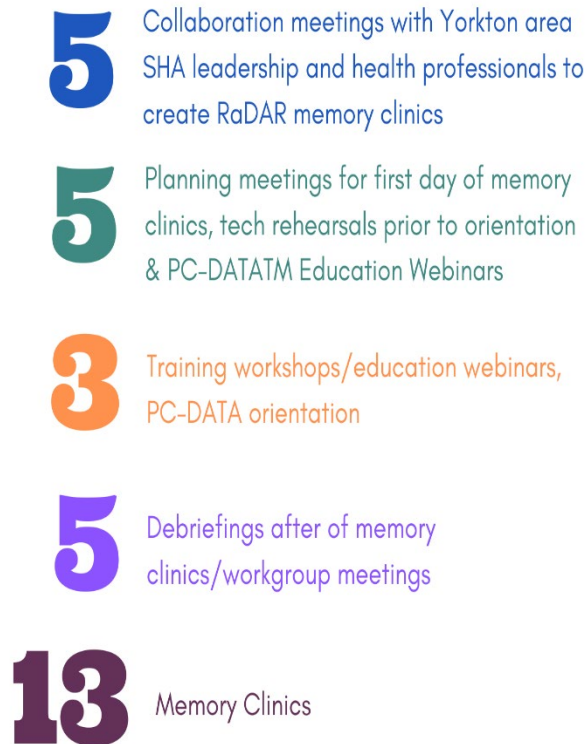 5
Collaboration meetings with Yorkton area
SHA leadership and health professionals to
create RaDAR memory clinics
5
Planning meetings for first day of memory
clinics, tech rehearsals prior to orientation
& PC-DATATM Education Webinars
3
Training workshops/education webinars,
PC-DATA orientation
5
Debriefings after of memory
clinics/workgroup meetings
13
Memory Clinics